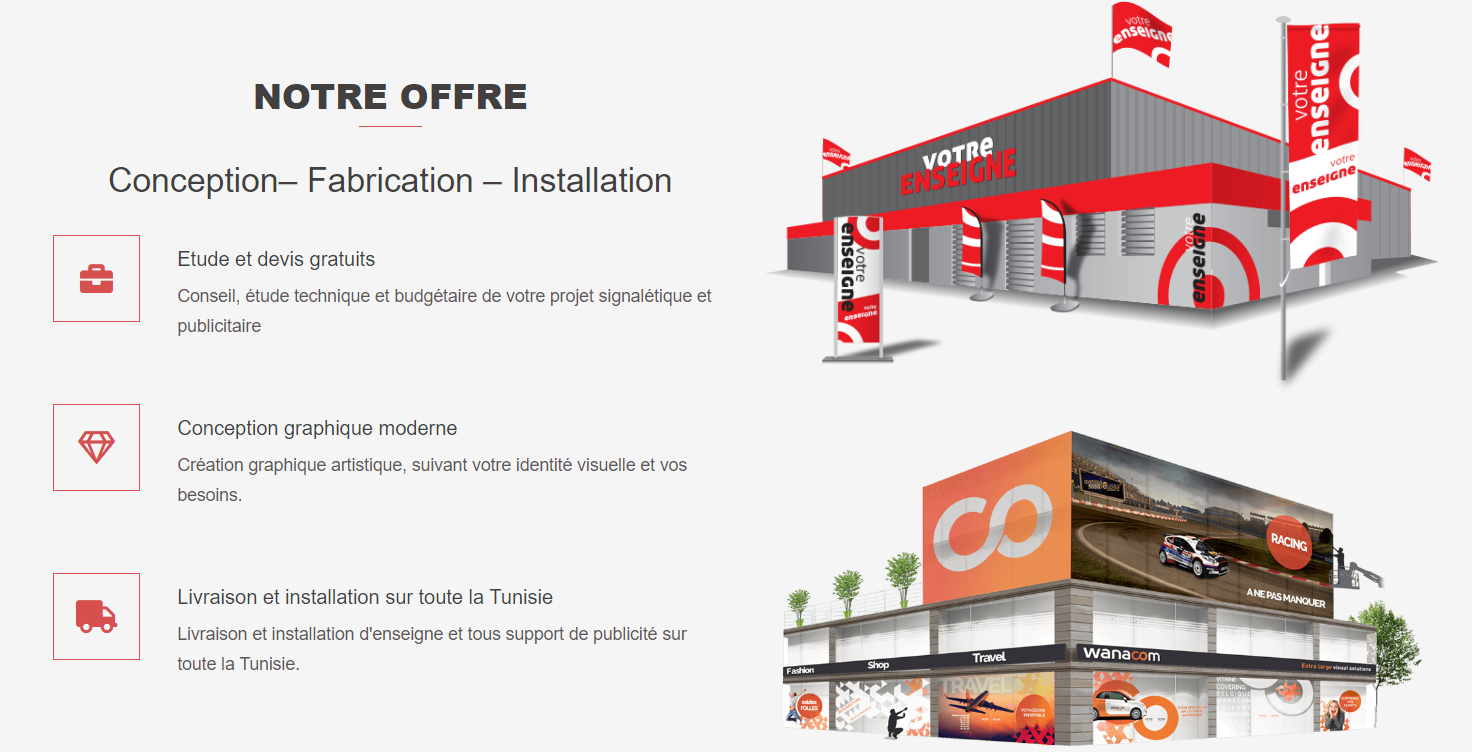 NOTRE OFFRE
Conception– Fabrication – Installation
Etude et devis gratuits
Conseil, étude technique et budgétaire de votre projet signalétique et
publicitaire
Conception graphique moderne
Création graphique artistique, suivant votre identité visuelle et vos
besoins.
Livraison et installation sur toute la Tunisie
Livraison et installation d'enseigne et tous support de publicité sur
toute la Tunisie.
votre
enseigne
votre
enseigne
votre
enseigne
VOTRE
ENSEIGNE
votre
enseigne
votre
enseigne
votre
enseigne
CO
RACING
A NE PAS MANQUER
Fashion
Shop
Travel
wanacom
Extra large visual solutions
soldes
FOLLES
TRAVEL
VOYAGEONS
ENSEMBLE
VITRINE
COVERING
BELGIQUE
WANACOM